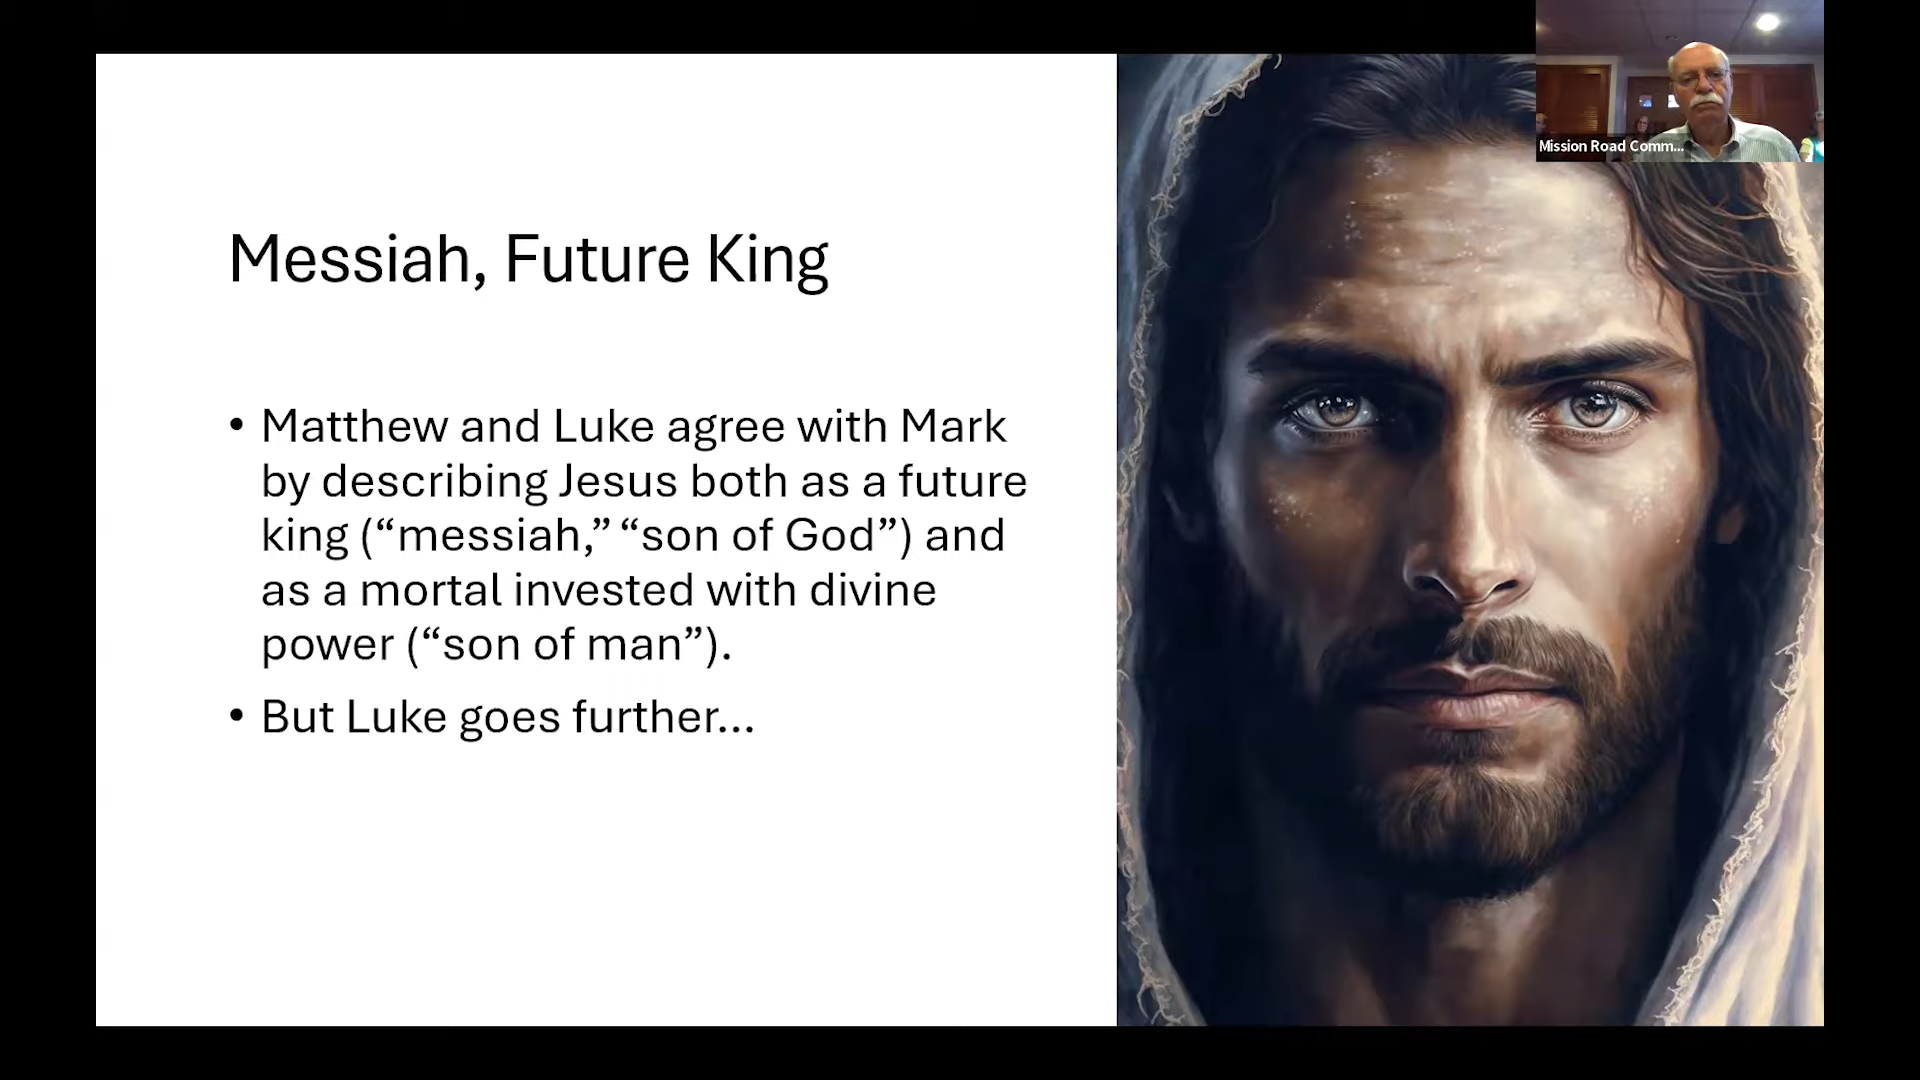 Mission Road Comm...
Messiah, Future King
• Matthew and Luke agree with Mark
by describing Jesus both as a future
king (“messiah,” “son of God”) and
as a mortal invested with divine
power (“son of man”).
• But Luke goes further...